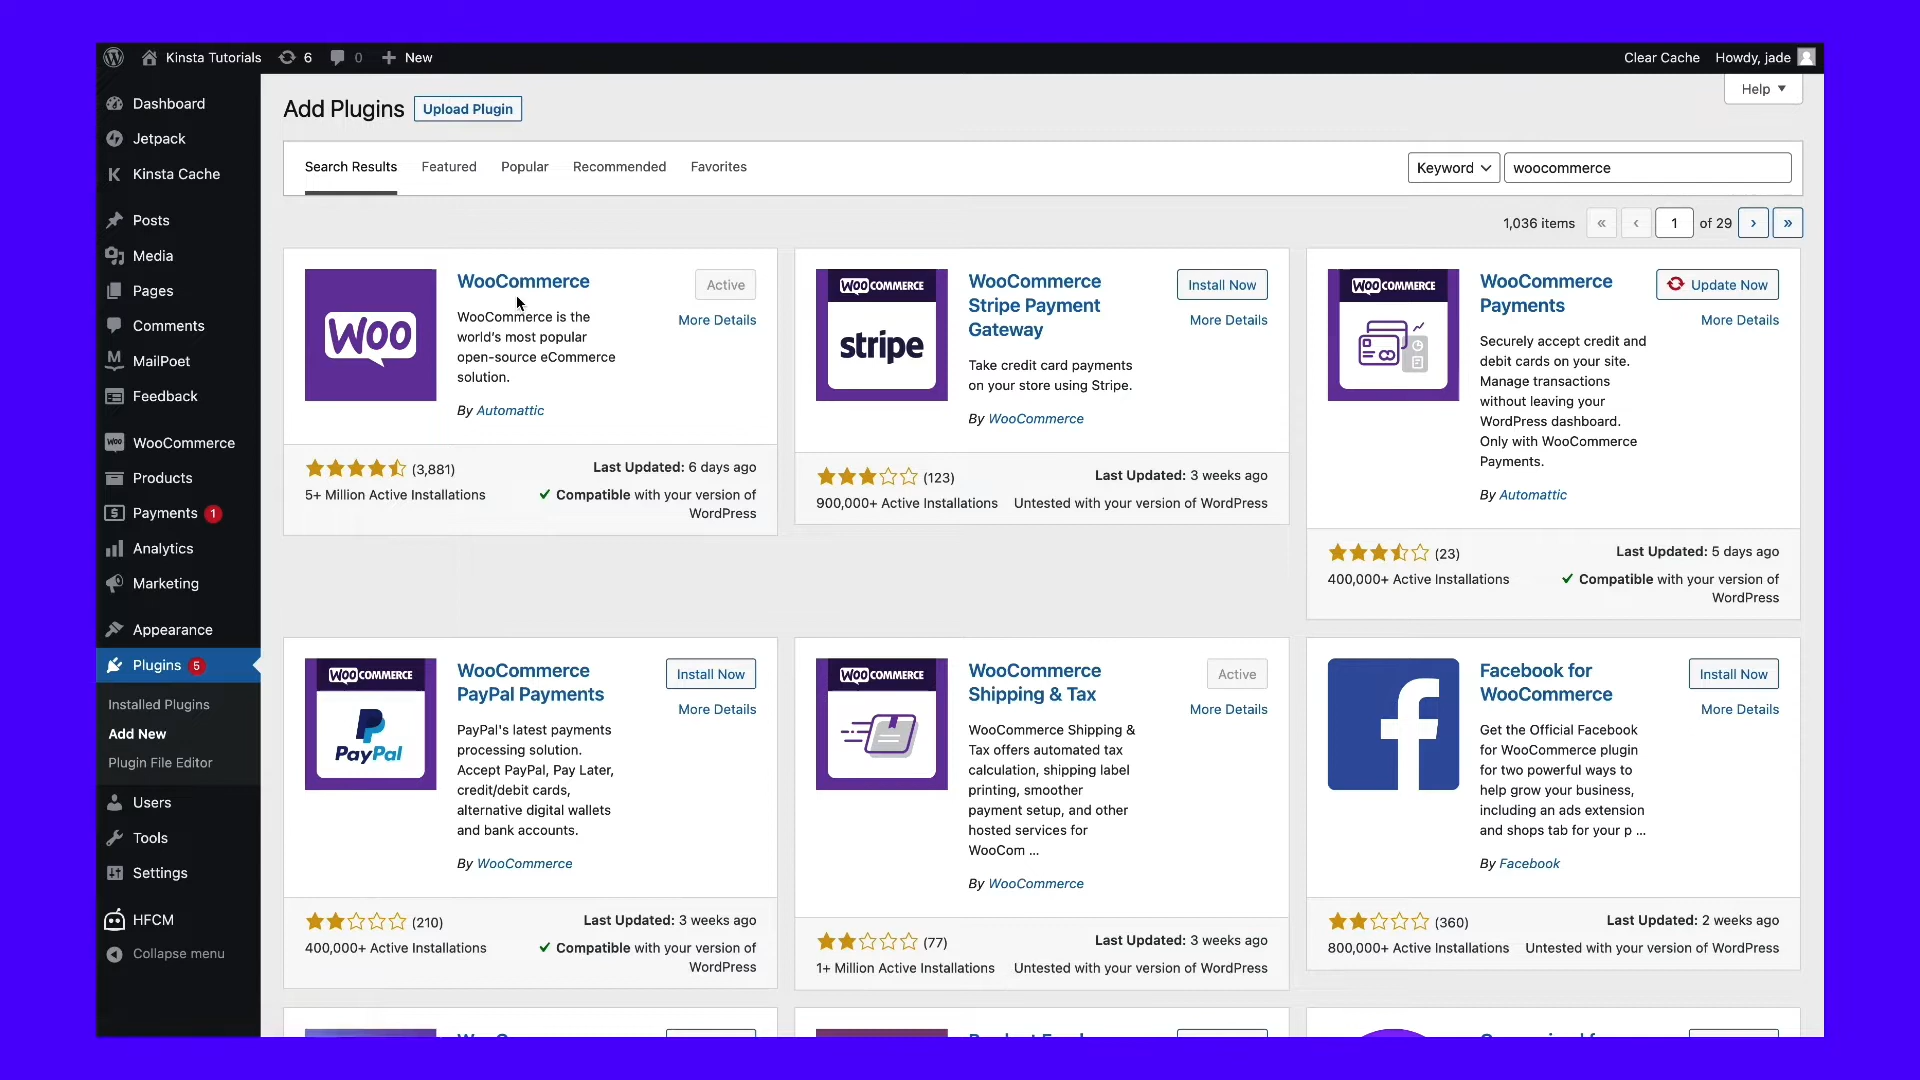 Kinsta Tutorials 6 0 New Clear Cache Howdy, jade
Help
Dashboard
Jetpack
Kinsta Cache
Posts
Media
Pages
Comments
MailPoet
Feedback
WooCommerce
Products
Payments 1
Analytics
Marketing
Appearance
Plugins 5
Installed Plugins
Add New
Plugin File Editor
Users
Tools
Settings
HFCM
Collapse menu
Add Plugins Upload Plugin
Search Results Featured Popular Recommended Favorites Keyword woocommerce
1,036 items « ‹ 1 of 29 › »
Woo
WooCommerce
Active
More Details
WooCommerce is the
world's most popular
open-source eCommerce
solution.
By Automattic
(3,881) Last Updated: 6 days ago
5+ Million Active Installations ✔ Compatible with your version of
WordPress
WOO COMMERCE
stripe
WooCommerce
Stripe Payment
Gateway
Install Now
More Details
Take credit card payments
on your store using Stripe.
By WooCommerce
(123) Last Updated: 3 weeks ago
900,000+ Active Installations Untested with your version of WordPress
WOO COMMERCE
WooCommerce
Payments
Update Now
More Details
Securely accept credit and
debit cards on your site.
Manage transactions
without leaving your
WordPress dashboard.
Only with WooCommerce
Payments.
By Automattic
(23) Last Updated: 5 days ago
400,000+ Active Installations ✔ Compatible with your version of
WordPress
WOO COMMERCE
PayPal
WooCommerce
PayPal Payments
Install Now
More Details
PayPal's latest payments
processing solution.
Accept PayPal, Pay Later,
credit/debit cards,
alternative digital wallets
and bank accounts.
By WooCommerce
(210) Last Updated: 3 weeks ago
400,000+ Active Installations ✔ Compatible with your version of
WordPress
WOO COMMERCE
WooCommerce
Shipping & Tax
Active
More Details
WooCommerce Shipping &
Tax offers automated tax
calculation, shipping label
printing, smoother
payment setup, and other
hosted services for
WooCom ...
By WooCommerce
(77) Last Updated: 3 weeks ago
1+ Million Active Installations Untested with your version of WordPress
f
Facebook for
WooCommerce
Install Now
More Details
Get the Official Facebook
for WooCommerce plugin
for two powerful ways to
help grow your business,
including an ads extension
and shops tab for your p ...
By Facebook
(360) Last Updated: 2 weeks ago
800,000+ Active Installations Untested with your version of WordPress